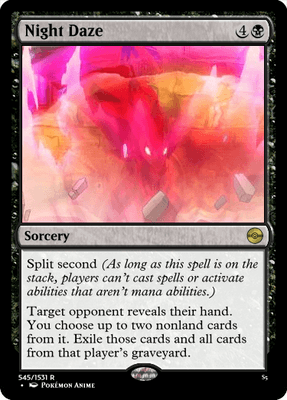 Night Daze 4
Sorcery
Split second (As long as this spell is on the
stack, players can't cast spells or activate
abilities that aren't mana abilities.)
Target opponent reveals their hand.
You choose up to two nonland cards
from it. Exile those cards and all cards
from that player's graveyard.
545/1531 R
• Pokémon Anime